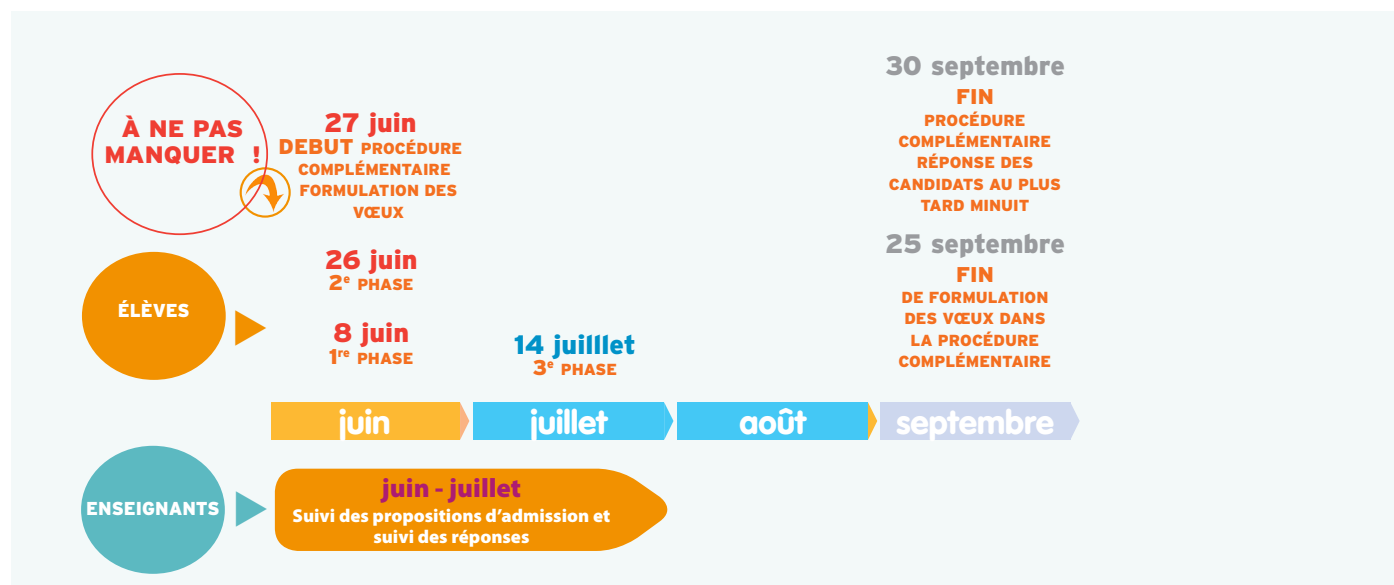 À NE PAS
MANQUER !
27 juin
DEBUT PROCÉDURE
COMPLÉMENTAIRE
FORMULATION DES
VŒUX
30 septembre
FIN
PROCÉDURE
COMPLÉMENTAIRE
RÉPONSE DES
CANDIDATS AU PLUS
TARD MINUIT
ÉLÈVES
26 juin
2e PHASE
8 juin
1re PHASE
14 juilllet
3e PHASE
25 septembre
FIN
DE FORMULATION
DES VŒUX DANS
LA PROCÉDURE
COMPLÉMENTAIRE
juin
juillet
août
septembre
ENSEIGNANTS
juin - juillet
Suivi des propositions d’admission et
suivi des réponses